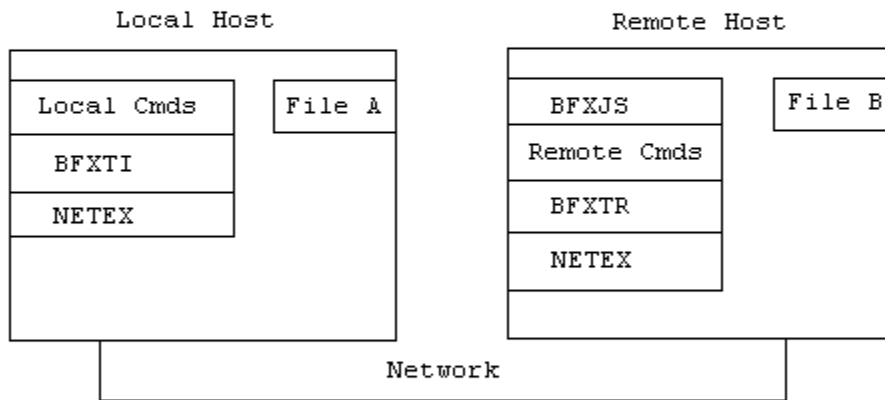 Local Host
Remote Host
Local Cmds
File A
BFXTI
NETEX
BFXJS
File B
Remote Cmds
BFXTR
NETEX
Network